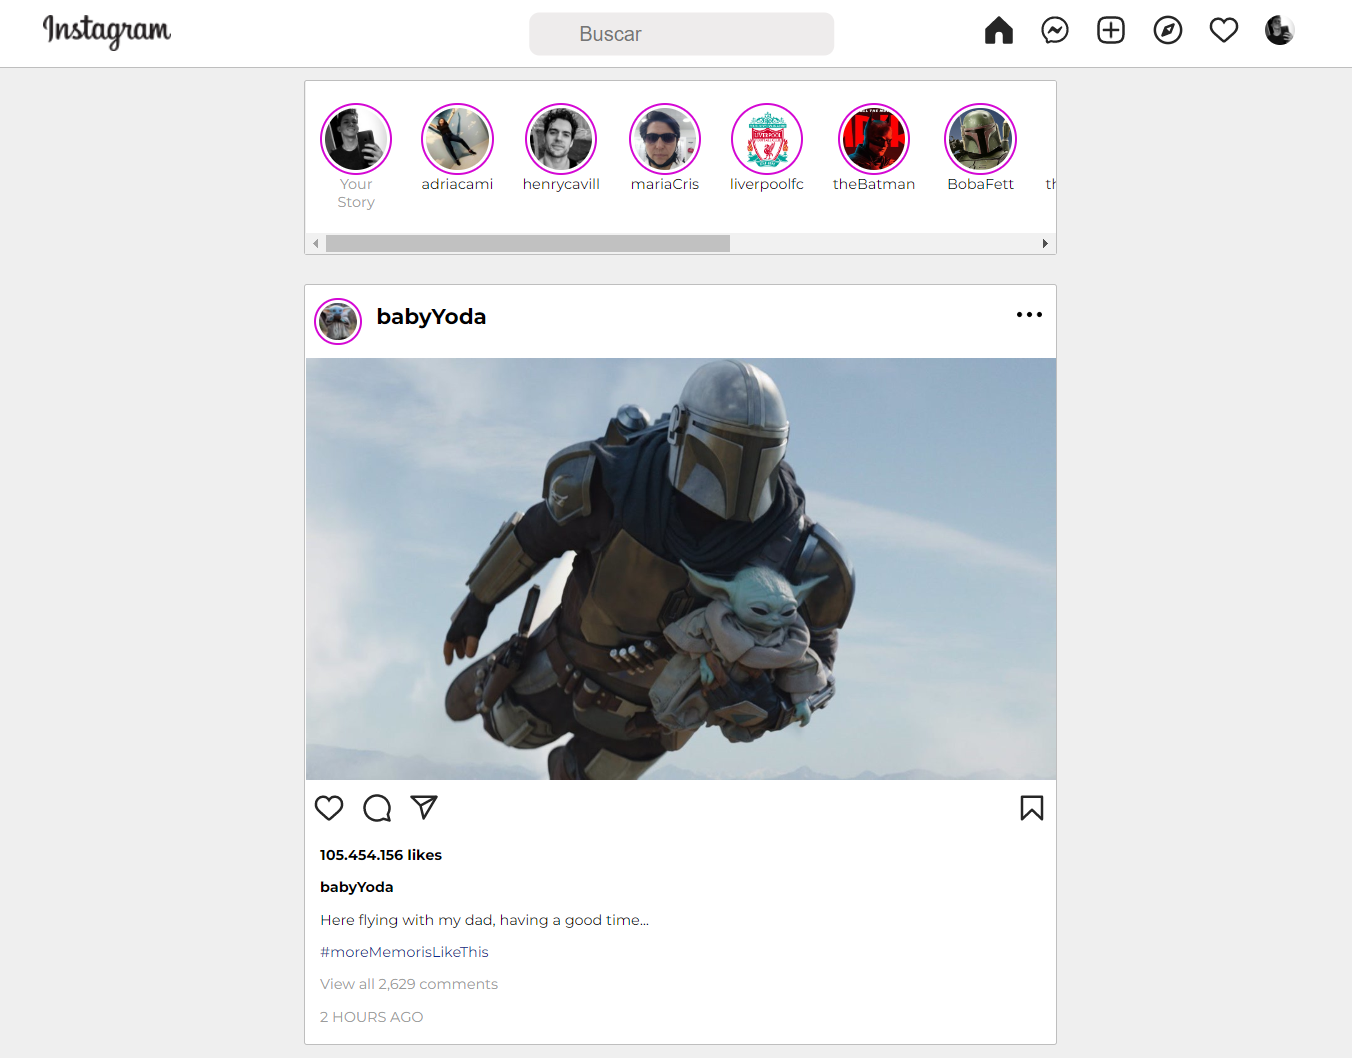 Instagram
Buscar
Your
Story
adriacami
henrycavill
mariaCris
liverpoolfc
theBatman
BobaFett
babyYoda
105.454.156 likes
babyYoda
Here flying with my dad, having a good time...
#moreMemorisLikeThis
View all 2,629 comments
2 HOURS AGO